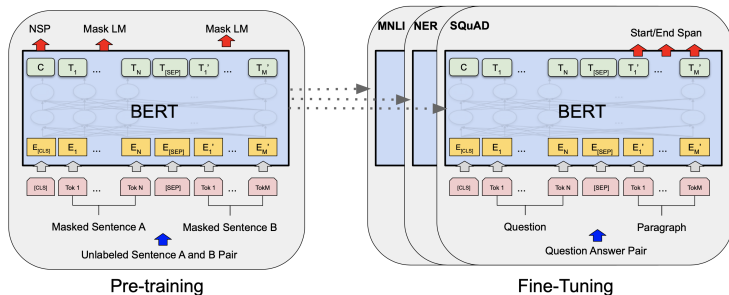 NSP Mask LM Mask LM
C T1 ... TN T[SEP] T1' ... TM'
BERT
E[CLS] E1 ... EN E[SEP] E1' ... EM'
[CLS] Tok 1 ... Tok N [SEP] Tok 1 ... TokM
Masked Sentence A Masked Sentence B
Unlabeled Sentence A and B Pair
Pre-training
MNLI NER SQuAD
Start/End Span
C T1 ... TN T[SEP] T1' ... TM'
BERT
E[CLS] E1 ... EN E[SEP] E1' ... EM'
[CLS] Tok 1 ... Tok N [SEP] Tok 1 ... TokM
Question Paragraph
Question Answer Pair
Fine-Tuning